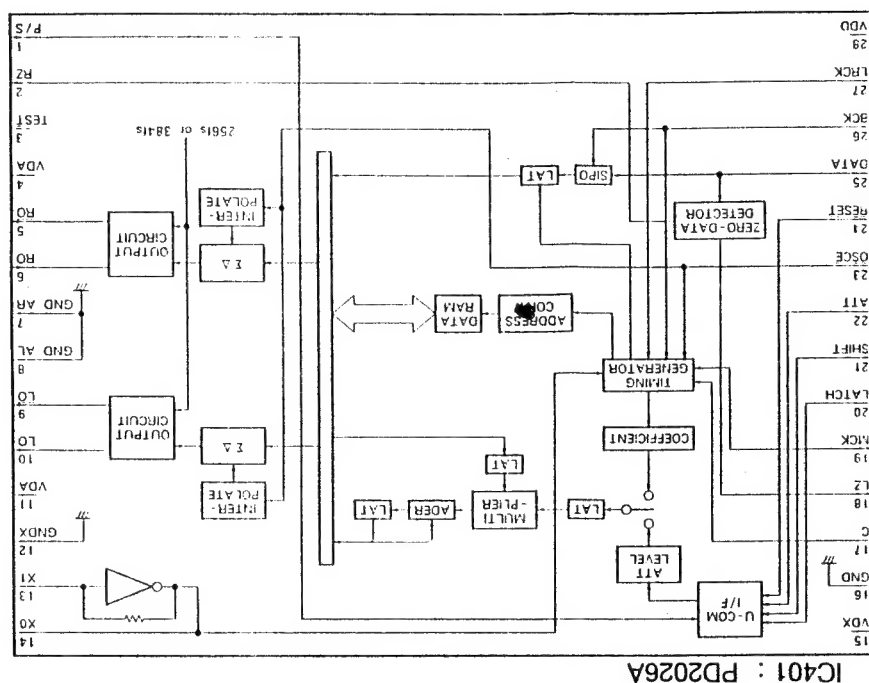 IC401 : PD2026A
15
VDX
14
X0
U-COM
I/F
16
GND
13
X1
ATT
LEVEL
17
C
12
GNDX
18
LZ
LAT
MULTI
-PLIER
ADER
LAT
INTER-
POLATE
11
VDA
19
MCK
COEFFICIENT
LAT
Σ Δ
OUTPUT
CIRCUIT
10
LO
20
LATCH
9
LO
21
SHIFT
TIMING
GENERATOR
8
GND AL
22
ATT
ADDRESS
DATA
RAM
7
GND AR
23
OSCE
Σ Δ
OUTPUT
CIRCUIT
6
RO
24
RESET
ZERO-DATA
DETECTOR
INTER-
POLATE
5
RO
25
DATA
SIPO
LAT
4
VDA
26
BCK
256fs or 384fs
3
TEST
27
LRCK
2
RZ
28
VDD
1
P/S